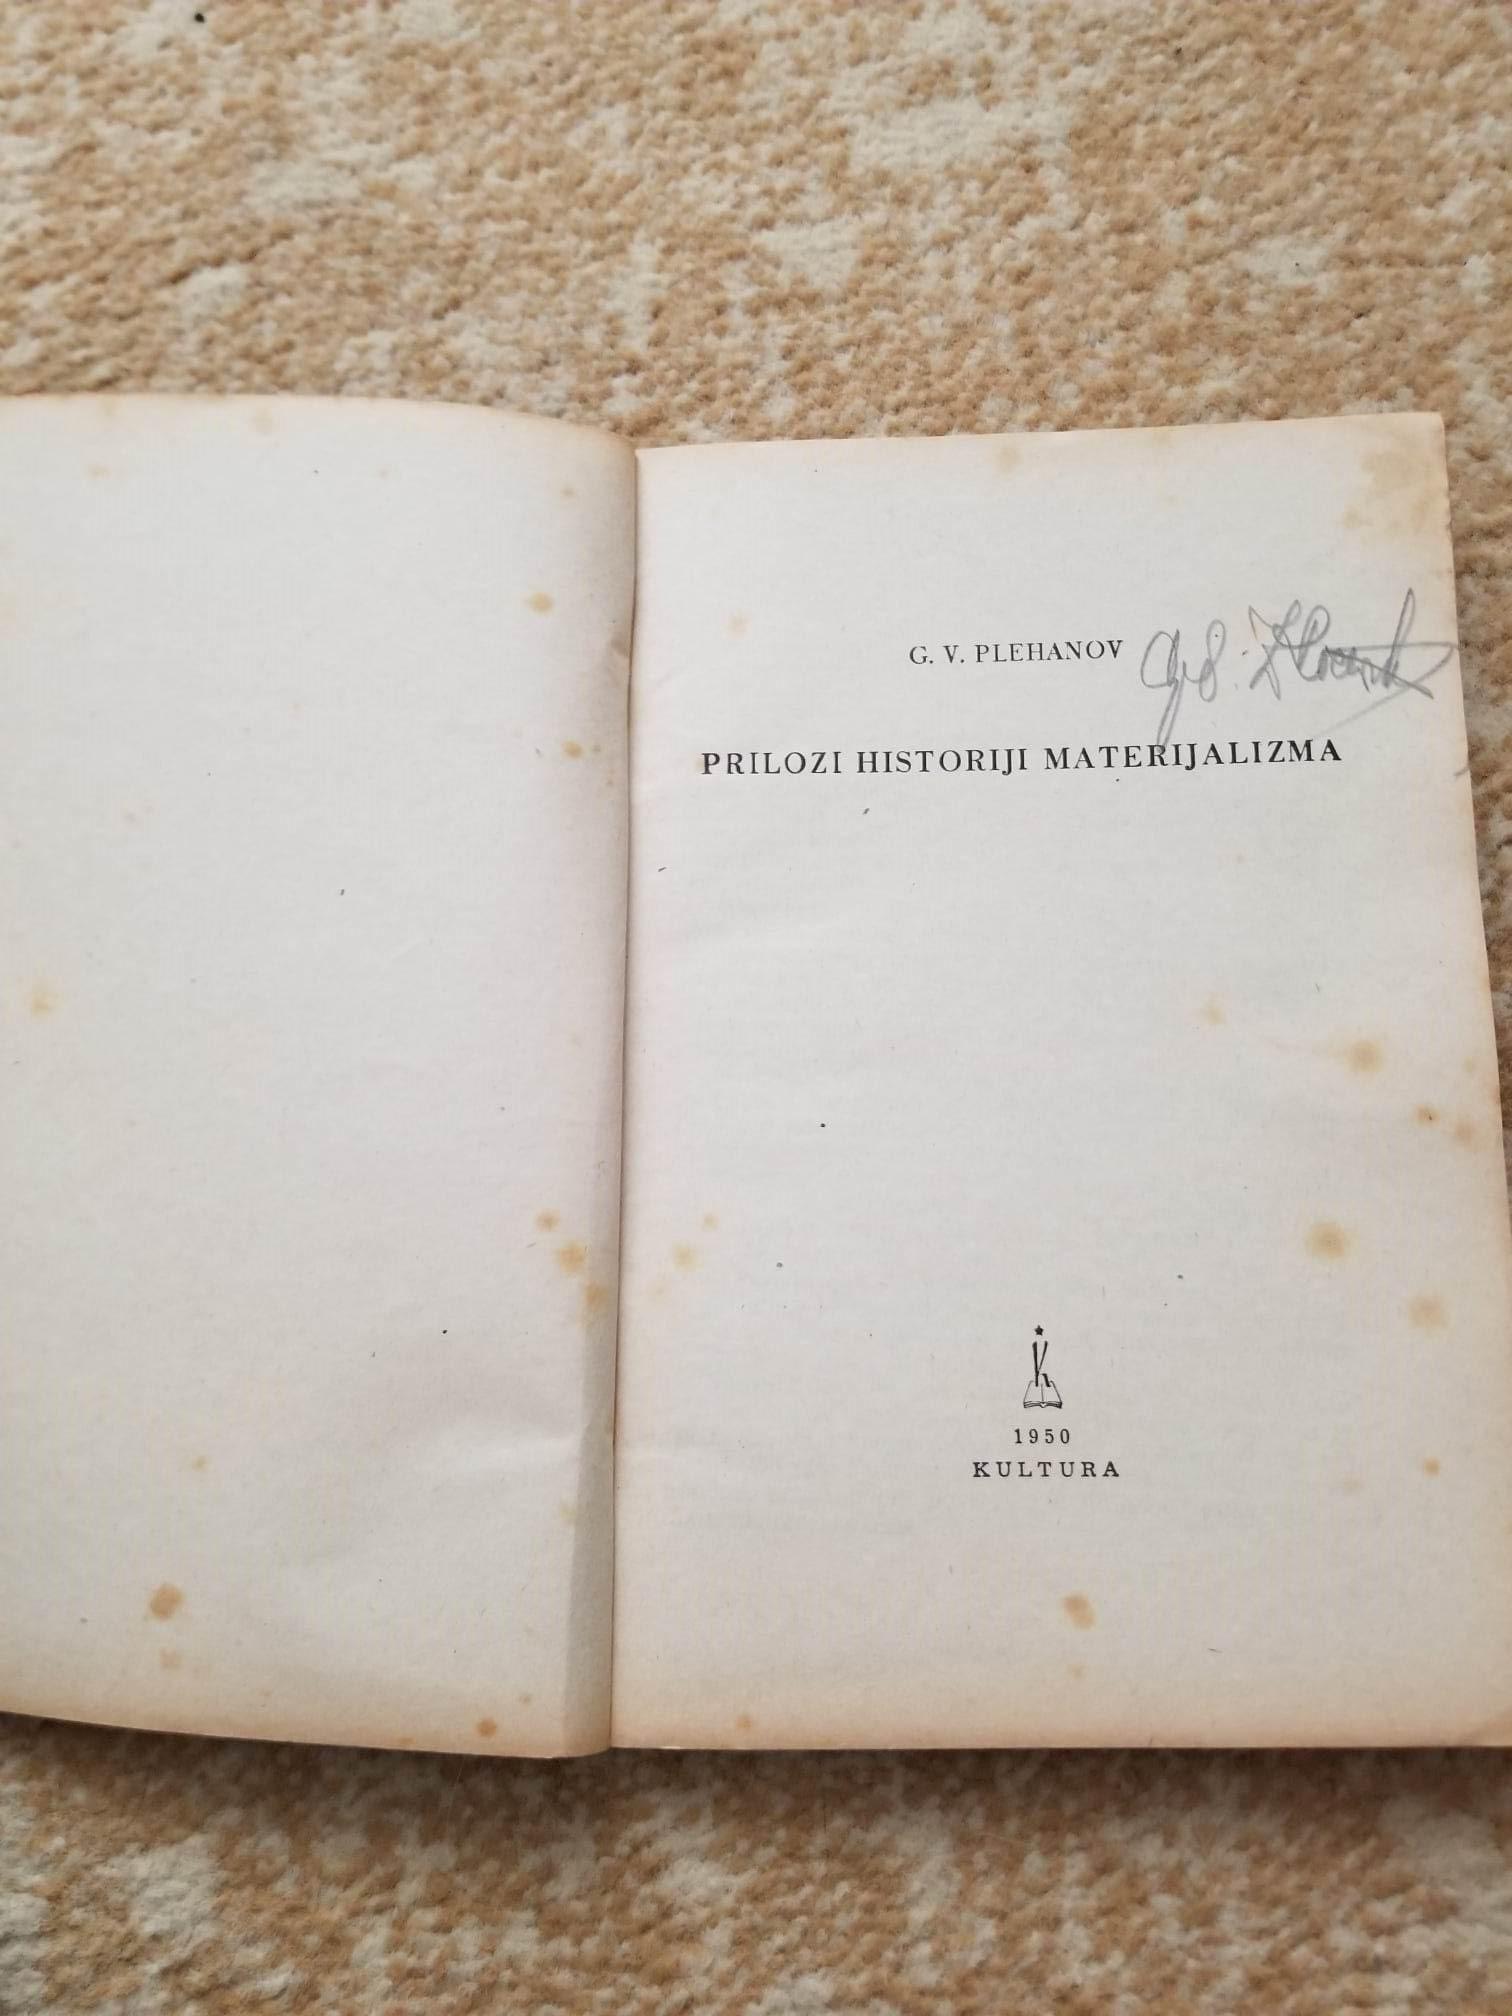 G. V. PLEHANOV
PRILOZI HISTORIJI MATERIJALIZMA
1950
KULTURA